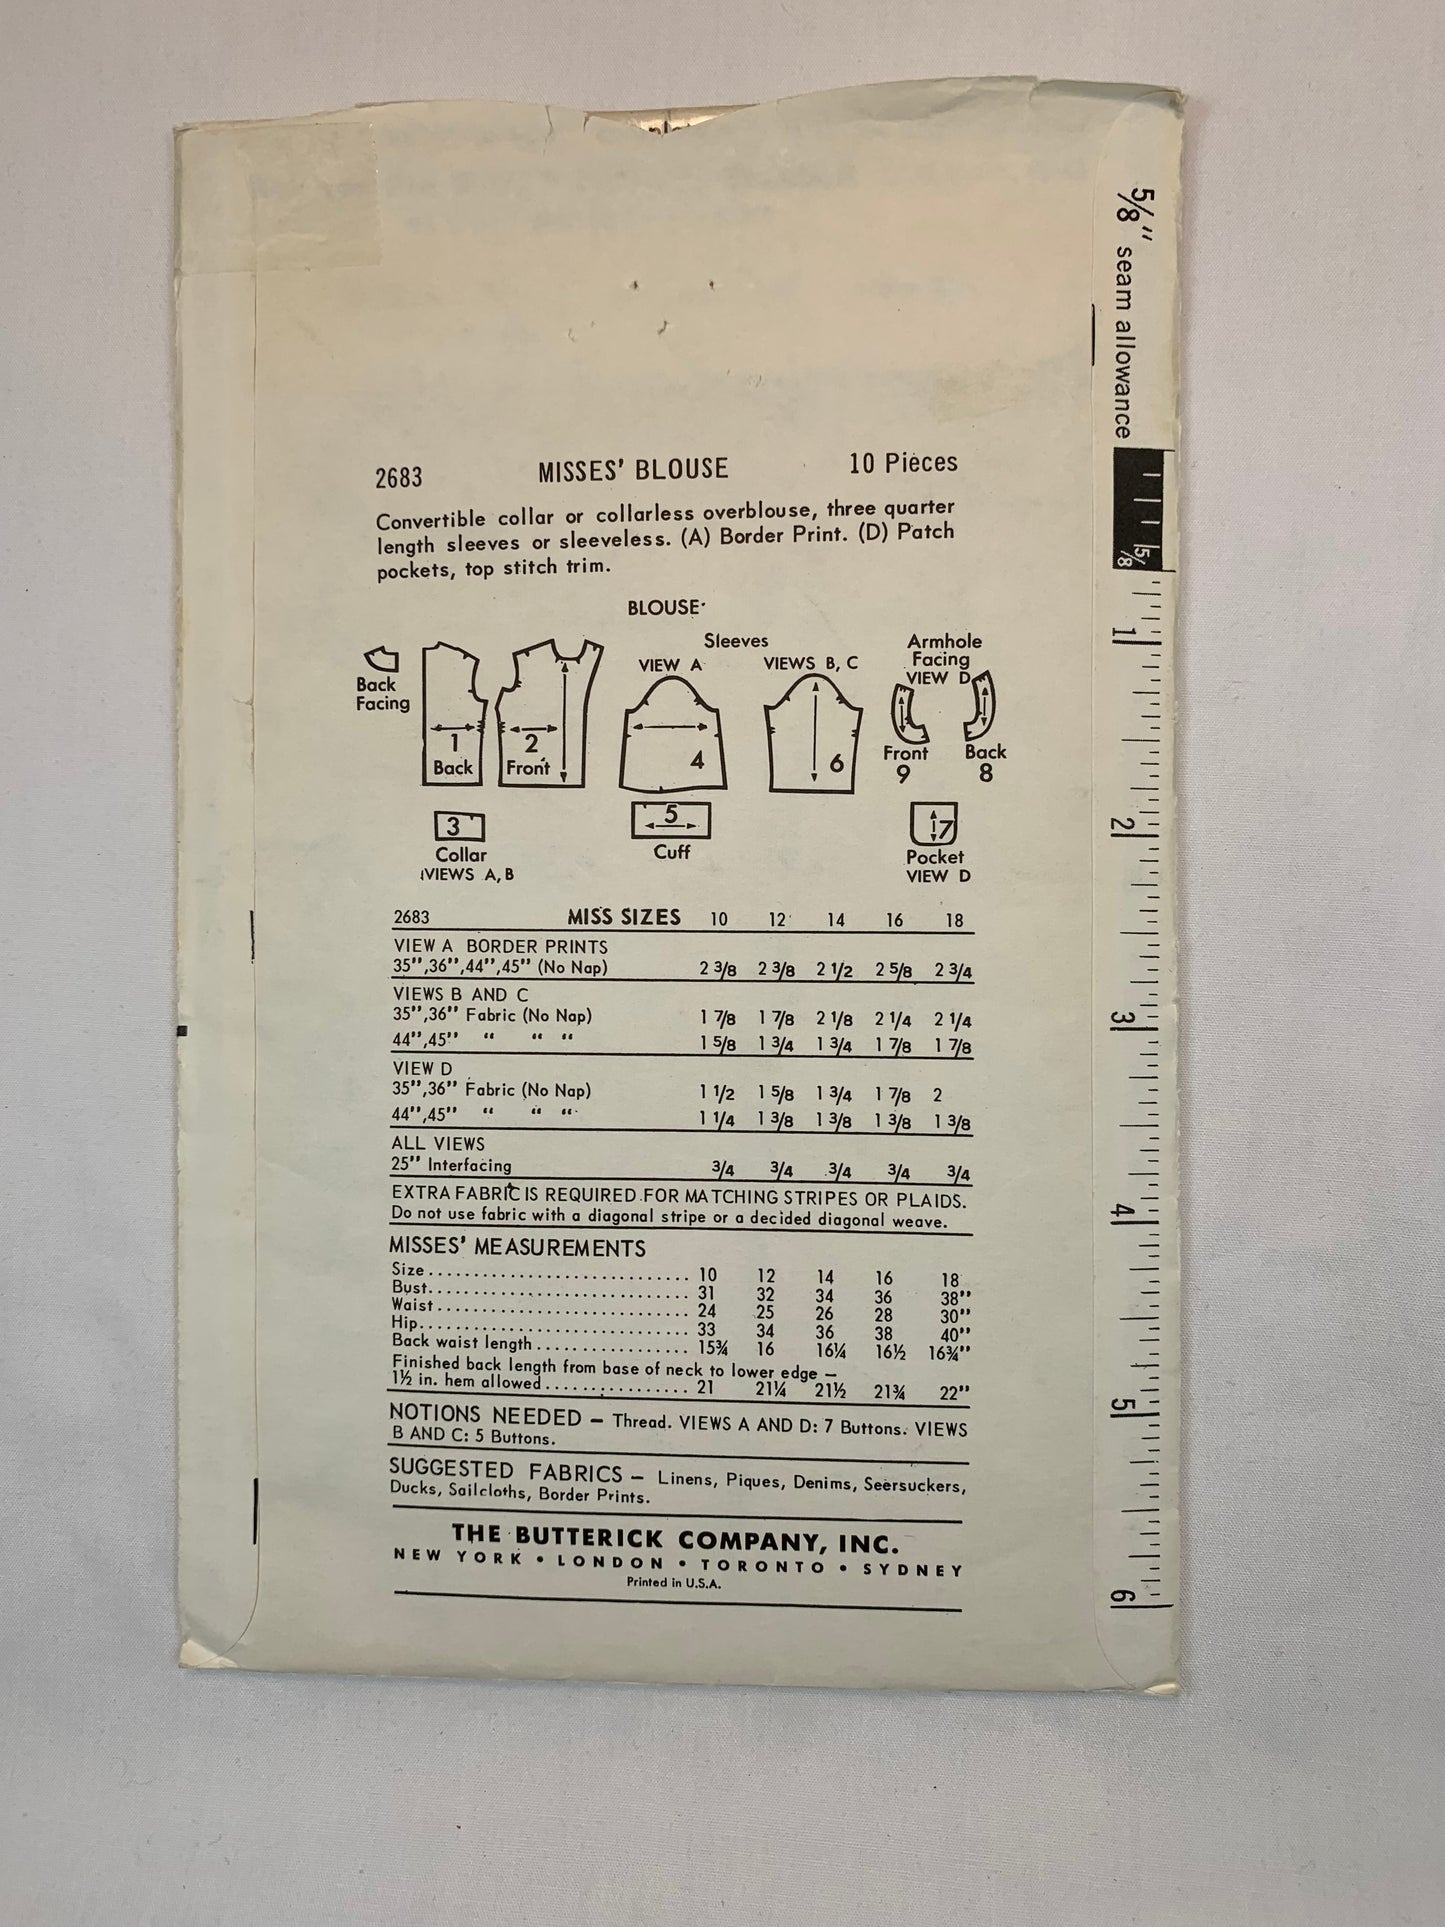 5/8" seam allowance
2683 MISSES' BLOUSE 10 Pieces
Convertible collar or collarless overblouse, three quarter
length sleeves or sleeveless. (A) Border Print. (D) Patch
pockets, top stitch trim.
BLOUSE
Sleeves
VIEW A VIEWS B, C
Armhole
Facing
VIEW D
Back
Facing
1
Back
2
Front
4
6
Front
9
Back
8
3
Collar
VIEWS A, B
5
Cuff
7
Pocket
VIEW D
2683 MISS SIZES 10 12 14 16 18
VIEW A BORDER PRINTS
35",36",44",45" (No Nap) 2 3/8 2 3/8 2 1/2 2 5/8 2 3/4
VIEWS B AND C
35",36" Fabric (No Nap) 1 7/8 1 7/8 2 1/8 2 1/4 2 1/4
44",45" " " " 1 5/8 1 3/4 1 3/4 1 7/8 1 7/8
VIEW D
35",36" Fabric (No Nap) 1 1/2 1 5/8 1 3/4 1 7/8 2
44",45" " " " 1 1/4 1 3/8 1 3/8 1 3/8 1 3/8
ALL VIEWS
25" Interfacing 3/4 3/4 3/4 3/4 3/4
EXTRA FABRIC IS REQUIRED FOR MATCHING STRIPES OR PLAIDS.
Do not use fabric with a diagonal stripe or a decided diagonal weave.
MISSES' MEASUREMENTS
Size............................. 10 12 14 16 18
Bust............................. 31 32 34 36 38"
Waist............................ 24 25 26 28 30"
Hip.............................. 33 34 36 38 40"
Back waist length................. 15¾ 16 16¼ 16½ 16¾"
Finished back length from base of neck to lower edge –
1½ in. hem allowed................ 21 21¼ 21½ 21¾ 22"
NOTIONS NEEDED – Thread. VIEWS A AND D: 7 Buttons. VIEWS
B AND C: 5 Buttons.
SUGGESTED FABRICS – Linens, Piques, Denims, Seersuckers,
Ducks, Sailcloths, Border Prints.
THE BUTTERICK COMPANY, INC.
NEW YORK • LONDON • TORONTO • SYDNEY
Printed in U.S.A.
5/8
1
2
3
4
5
6